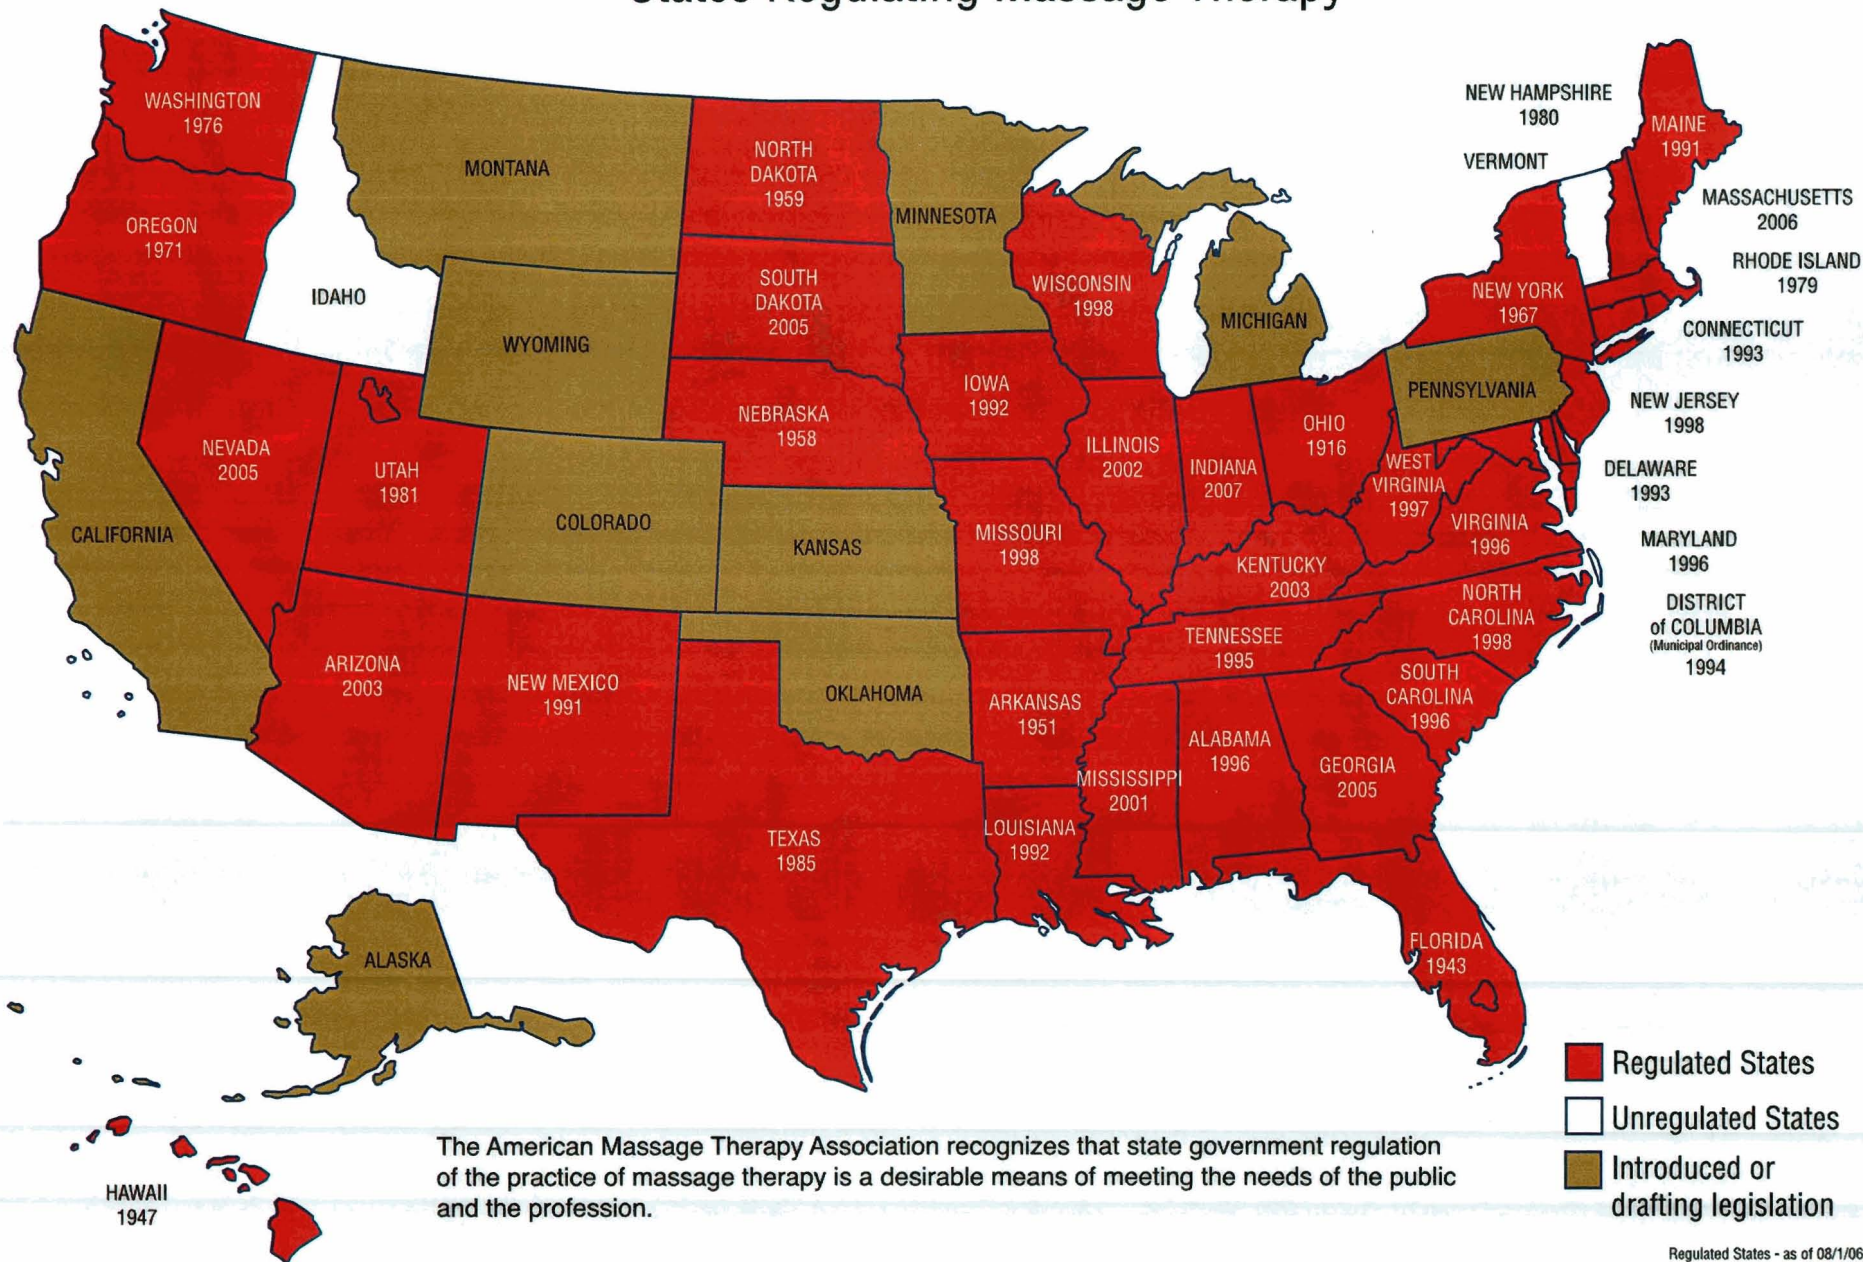 States Regulating Massage Therapy
WASHINGTON
1976
OREGON
1971
IDAHO
MONTANA
WYOMING
NORTH
DAKOTA
1959
SOUTH
DAKOTA
2005
MINNESOTA
WISCONSIN
1998
MICHIGAN
NEW HAMPSHIRE
1980
VERMONT
MAINE
1991
MASSACHUSETTS
2006
RHODE ISLAND
1979
CONNECTICUT
1993
NEW YORK
1967
PENNSYLVANIA
NEW JERSEY
1998
DELAWARE
1993
MARYLAND
1996
DISTRICT
of COLUMBIA
(Municipal Ordinance)
1994
CALIFORNIA
NEVADA
2005
UTAH
1981
COLORADO
NEBRASKA
1958
KANSAS
IOWA
1992
MISSOURI
1998
ILLINOIS
2002
INDIANA
2007
OHIO
1916
WEST
VIRGINIA
1997
VIRGINIA
1996
KENTUCKY
2003
NORTH
CAROLINA
1998
TENNESSEE
1995
SOUTH
CAROLINA
1996
ARIZONA
2003
NEW MEXICO
1991
OKLAHOMA
ARKANSAS
1951
MISSISSIPPI
2001
ALABAMA
1996
GEORGIA
2005
TEXAS
1985
LOUISIANA
1992
FLORIDA
1943
ALASKA
HAWAII
1947
The American Massage Therapy Association recognizes that state government regulation
of the practice of massage therapy is a desirable means of meeting the needs of the public
and the profession.
Regulated States
Unregulated States
Introduced or
drafting legislation
Regulated States - as of 08/1/06